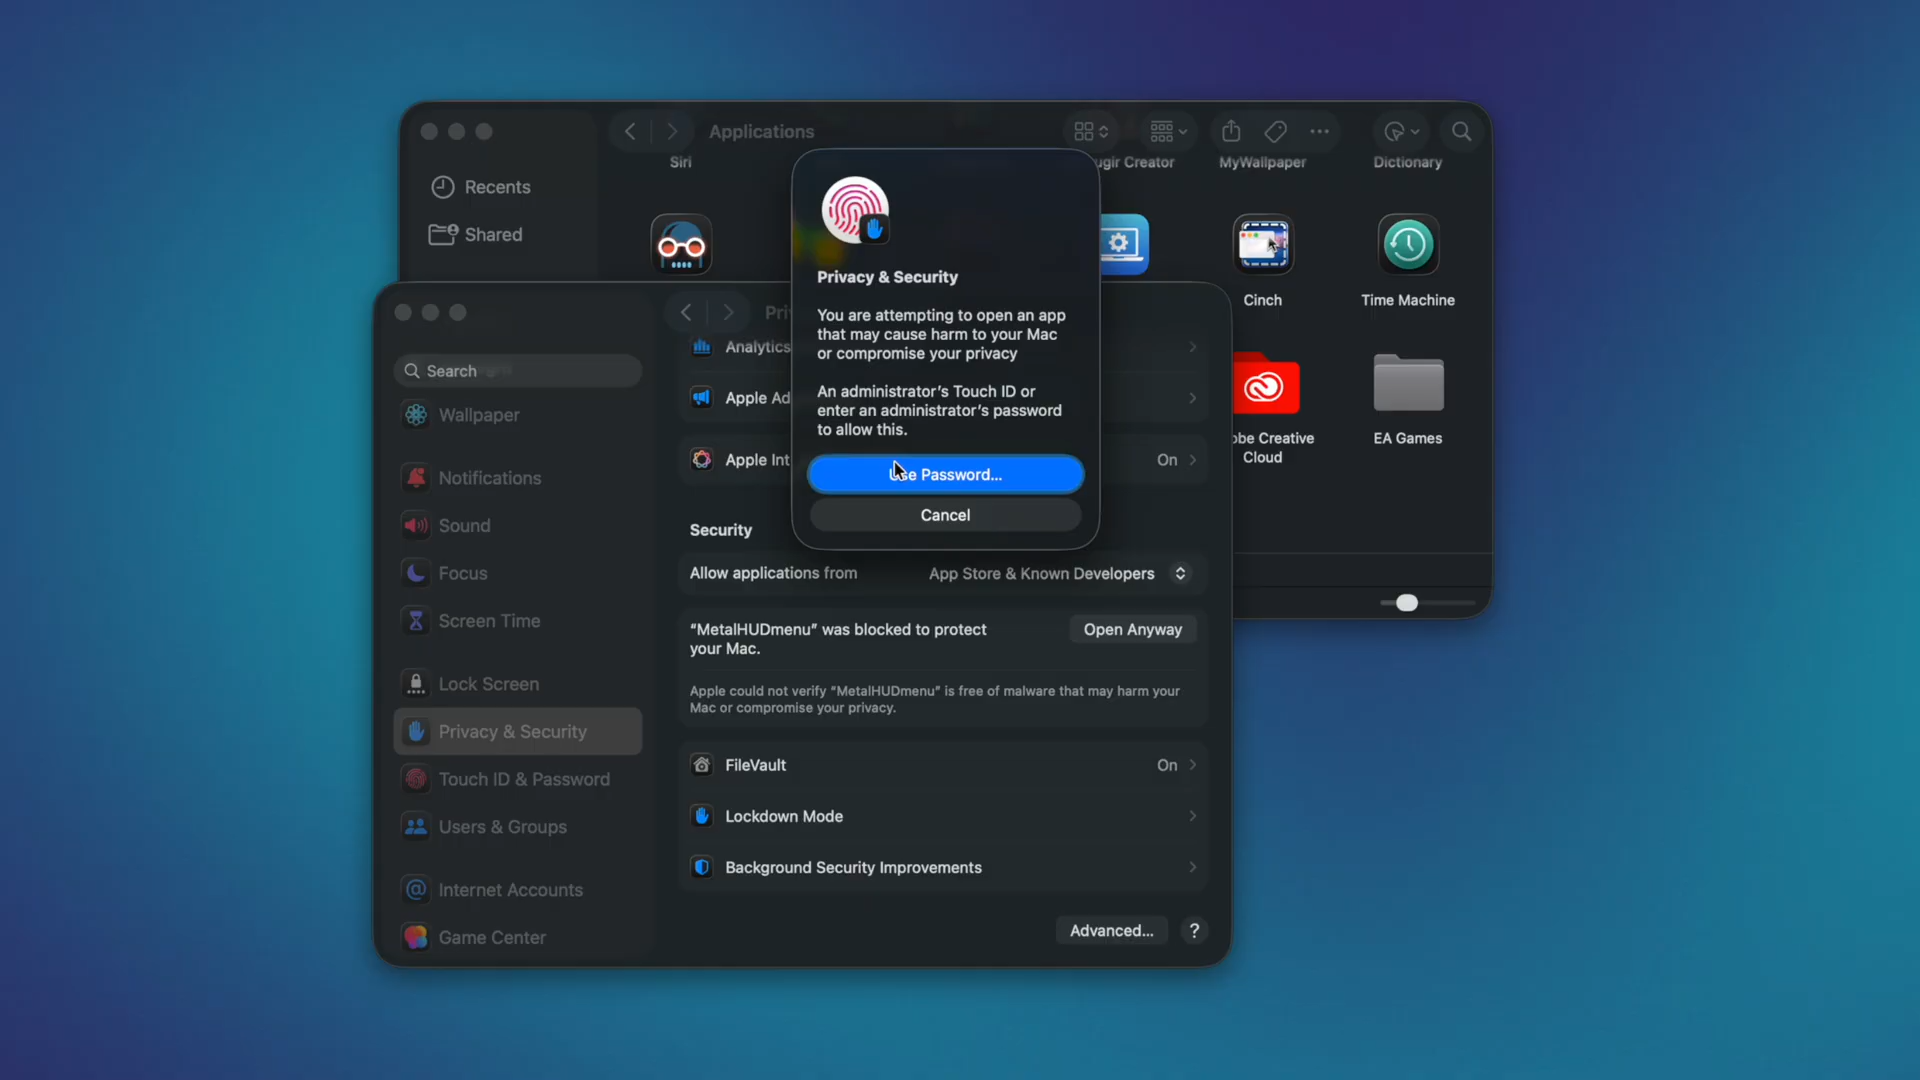 Applications
Siri
MyWallpaper
Dictionary
Creator
Recents
Shared
Cinch
Time Machine
Creative
Cloud
EA Games
Search
Wallpaper
Notifications
Sound
Focus
Screen Time
Lock Screen
Privacy & Security
Touch ID & Password
Users & Groups
Internet Accounts
Game Center
Privacy & Security
You are attempting to open an app
that may cause harm to your Mac
or compromise your privacy
An administrator's Touch ID or
enter an administrator's password
to allow this.
Use Password...
Cancel
Analytics
Apple Ad
On
Apple Int
On
Security
Allow applications from
App Store & Known Developers
"MetalHUDmenu" was blocked to protect
your Mac.
Open Anyway
Apple could not verify "MetalHUDmenu" is free of malware that may harm your
Mac or compromise your privacy.
FileVault
On
Lockdown Mode
Background Security Improvements
Advanced...
?